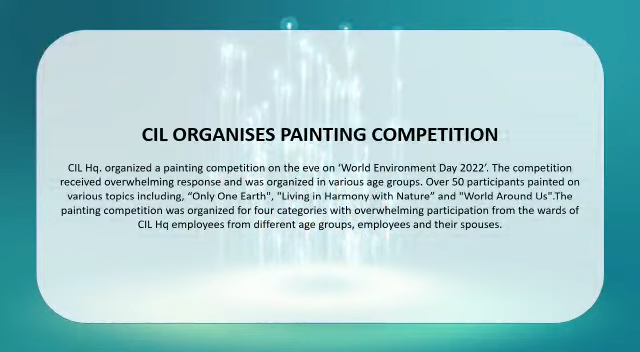 CIL ORGANISES PAINTING COMPETITION
CIL Hq. organized a painting competition on the eve on ‘World Environment Day 2022’. The competition
received overwhelming response and was organized in various age groups. Over 50 participants painted on
various topics including, “Only One Earth", "Living in Harmony with Nature” and "World Around Us".The
painting competition was organized for four categories with overwhelming participation from the wards of
CIL Hq employees from different age groups, employees and their spouses.